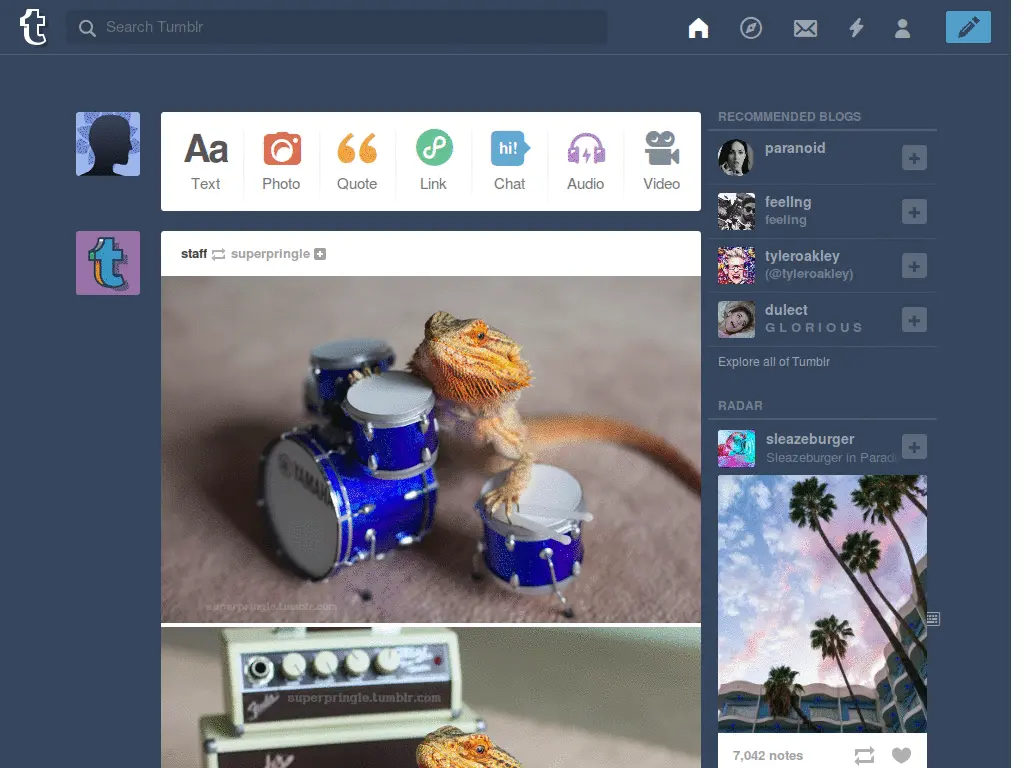 Search Tumblr
Aa
Text
Photo
Quote
Link
hi!
Chat
Audio
Video
staff superpringle
YAMAHA
superpringle.tumblr.com
superpringle.tumblr.com
Fender
RECOMMENDED BLOGS
paranoid
feelIng
feeling
tyleroakley
(@tyleroakley)
dulect
G L O R I O U S
Explore all of Tumblr
RADAR
sleazeburger
Sleazeburger in Parad
7,042 notes